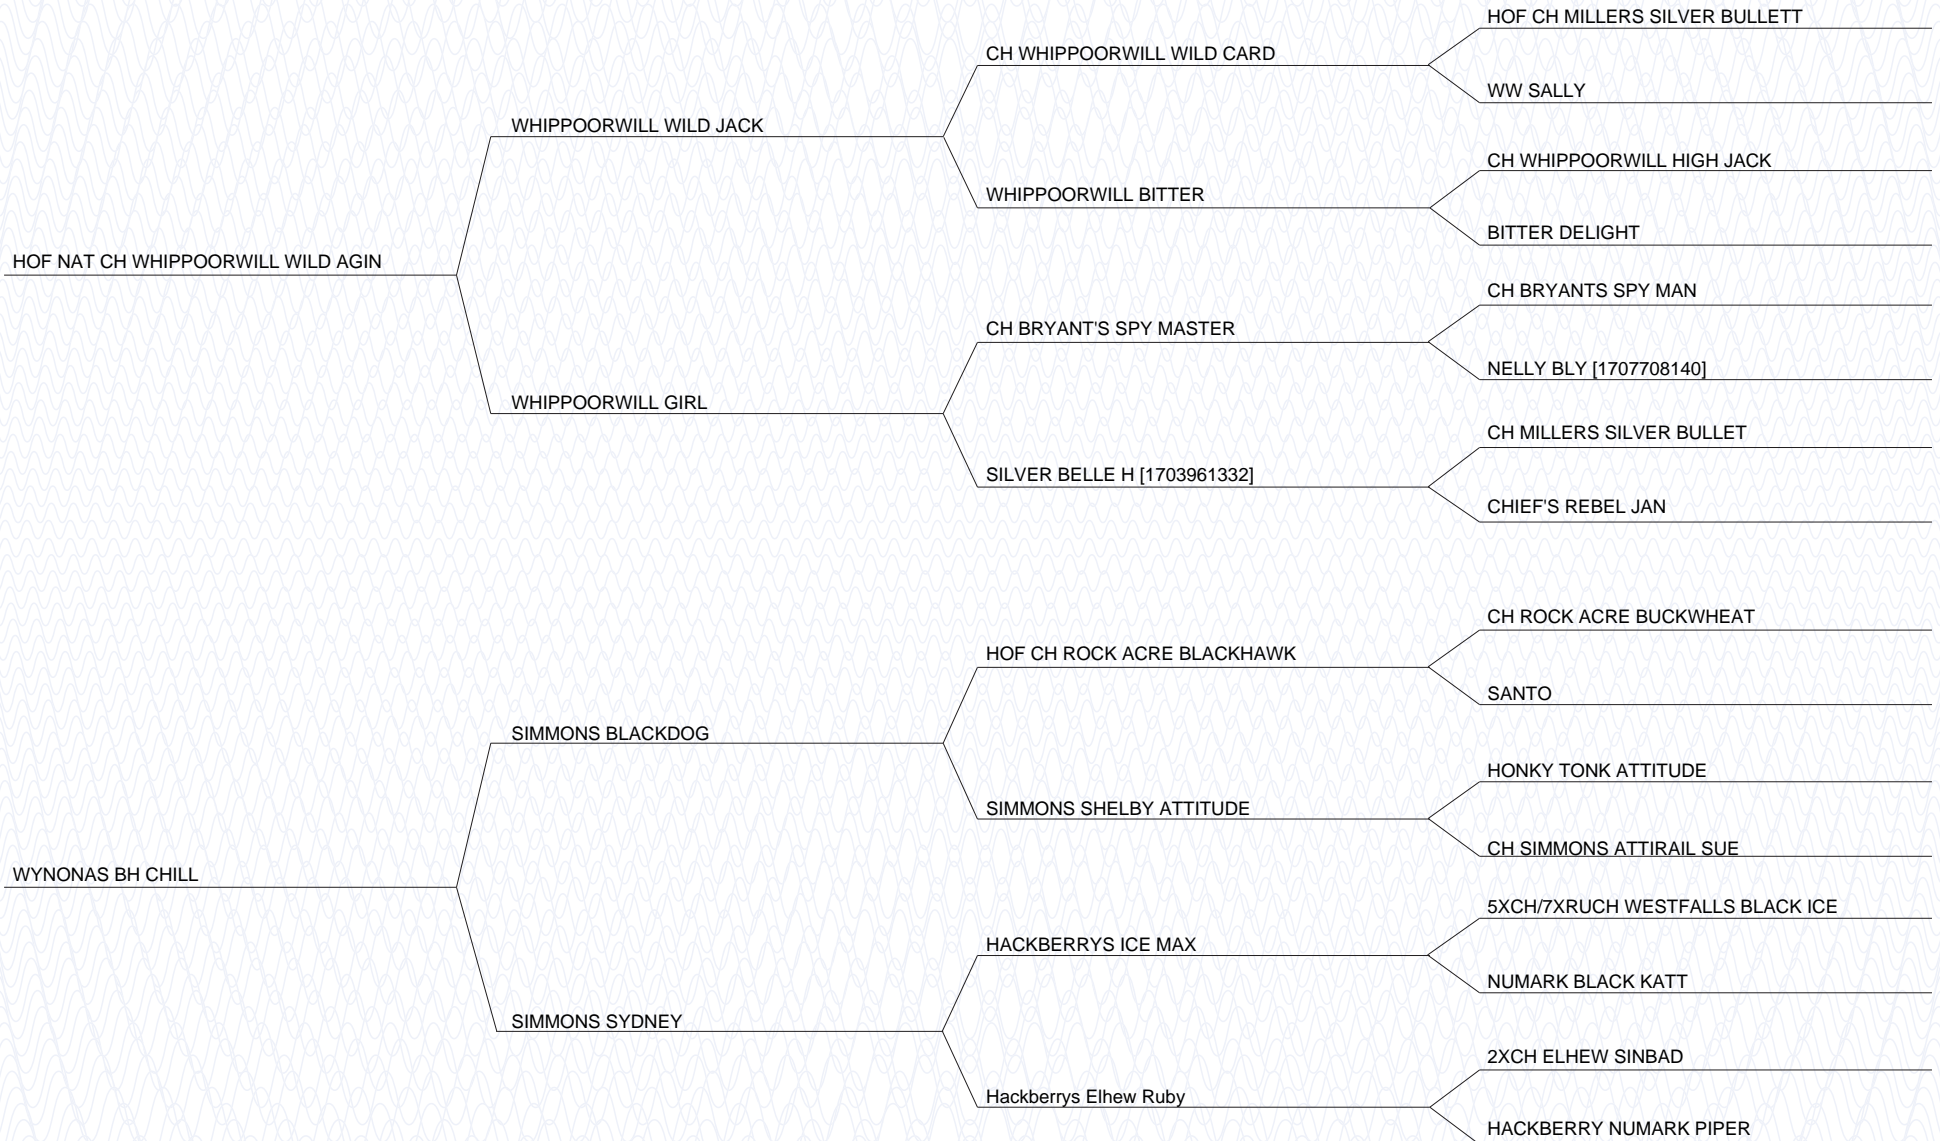 HOF CH MILLERS SILVER BULLETT
CH WHIPPOORWILL WILD CARD
WW SALLY
WHIPPOORWILL WILD JACK
CH WHIPPOORWILL HIGH JACK
WHIPPOORWILL BITTER
BITTER DELIGHT
HOF NAT CH WHIPPOORWILL WILD AGIN
CH BRYANTS SPY MAN
CH BRYANT'S SPY MASTER
NELLY BLY [1707708140]
WHIPPOORWILL GIRL
CH MILLERS SILVER BULLET
SILVER BELLE H [1703961332]
CHIEF'S REBEL JAN
CH ROCK ACRE BUCKWHEAT
HOF CH ROCK ACRE BLACKHAWK
SANTO
SIMMONS BLACKDOG
HONKY TONK ATTITUDE
SIMMONS SHELBY ATTITUDE
CH SIMMONS ATTIRAIL SUE
WYNONAS BH CHILL
5XCH/7XRUCH WESTFALLS BLACK ICE
HACKBERRYS ICE MAX
NUMARK BLACK KATT
SIMMONS SYDNEY
2XCH ELHEW SINBAD
Hackberrys Elhew Ruby
HACKBERRY NUMARK PIPER